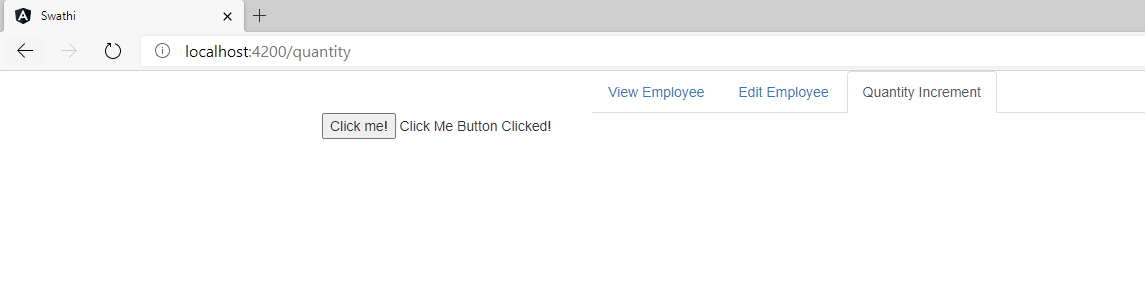 Swathi
localhost:4200/quantity
View Employee Edit Employee Quantity Increment
Click me! Click Me Button Clicked!